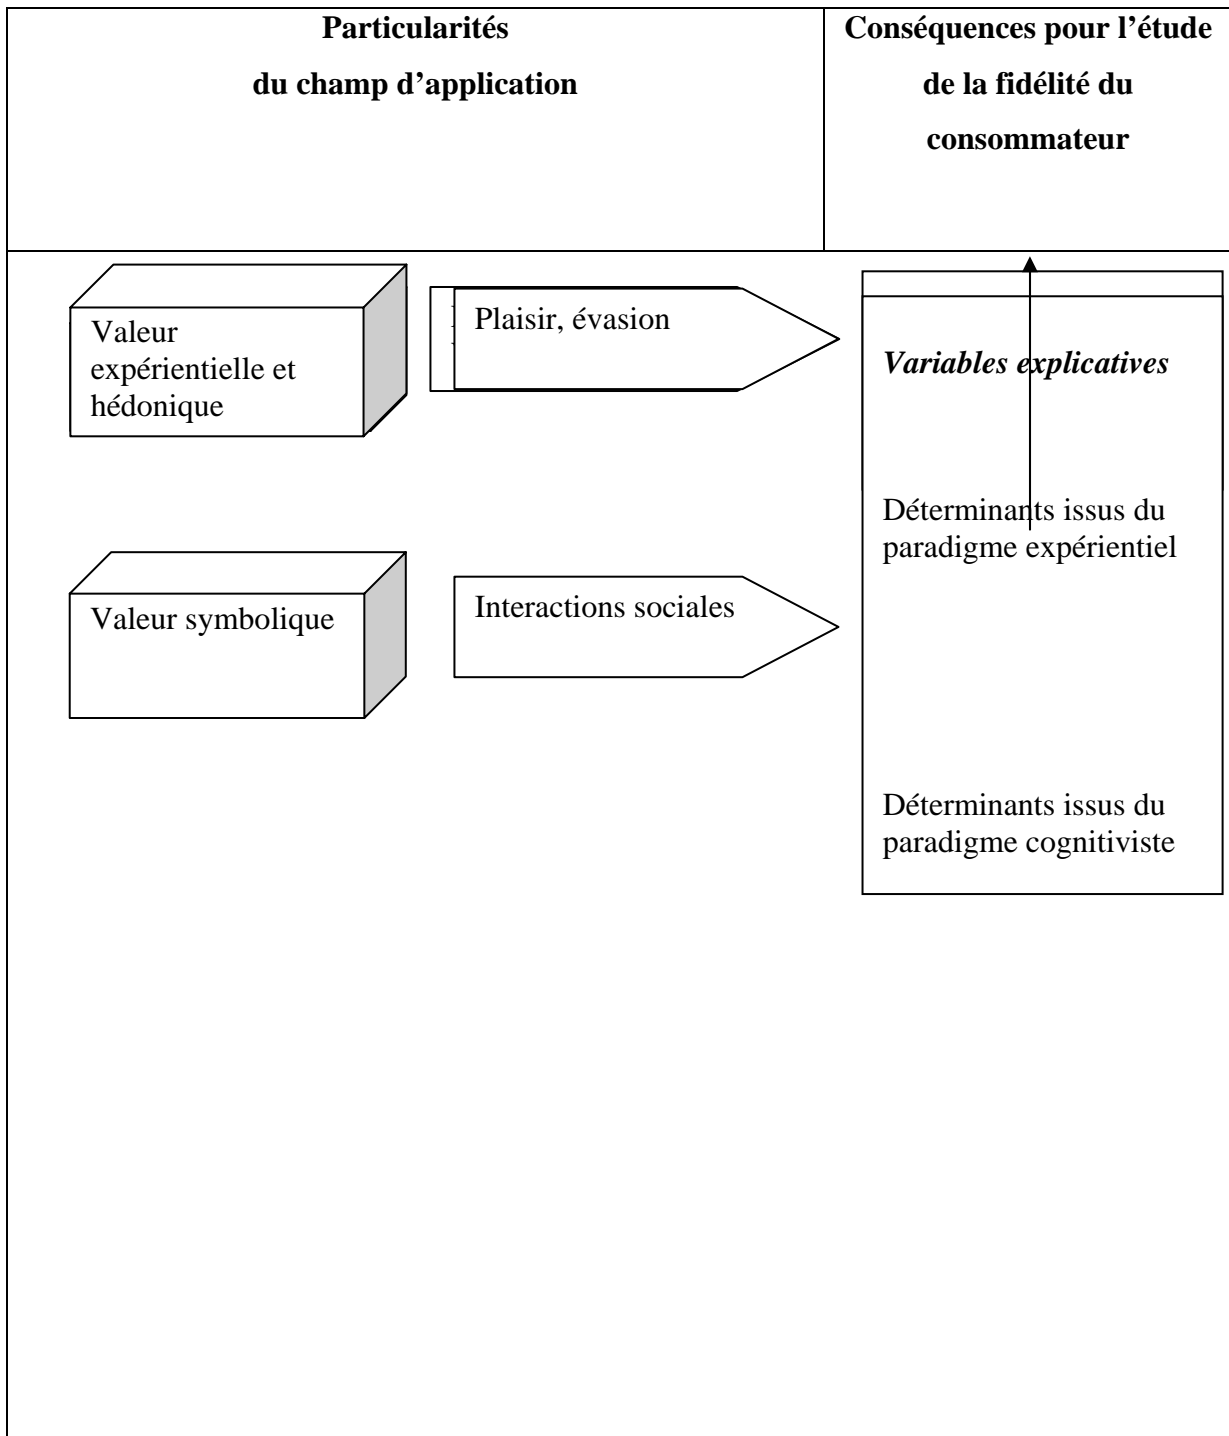 Particularités
du champ d’application
Conséquences pour l’étude
de la fidélité du
consommateur
Valeur
expérientielle et
hédonique
Plaisir, évasion
Variables explicatives
Déterminants issus du
paradigme expérientiel
Valeur symbolique
Interactions sociales
Déterminants issus du
paradigme cognitiviste